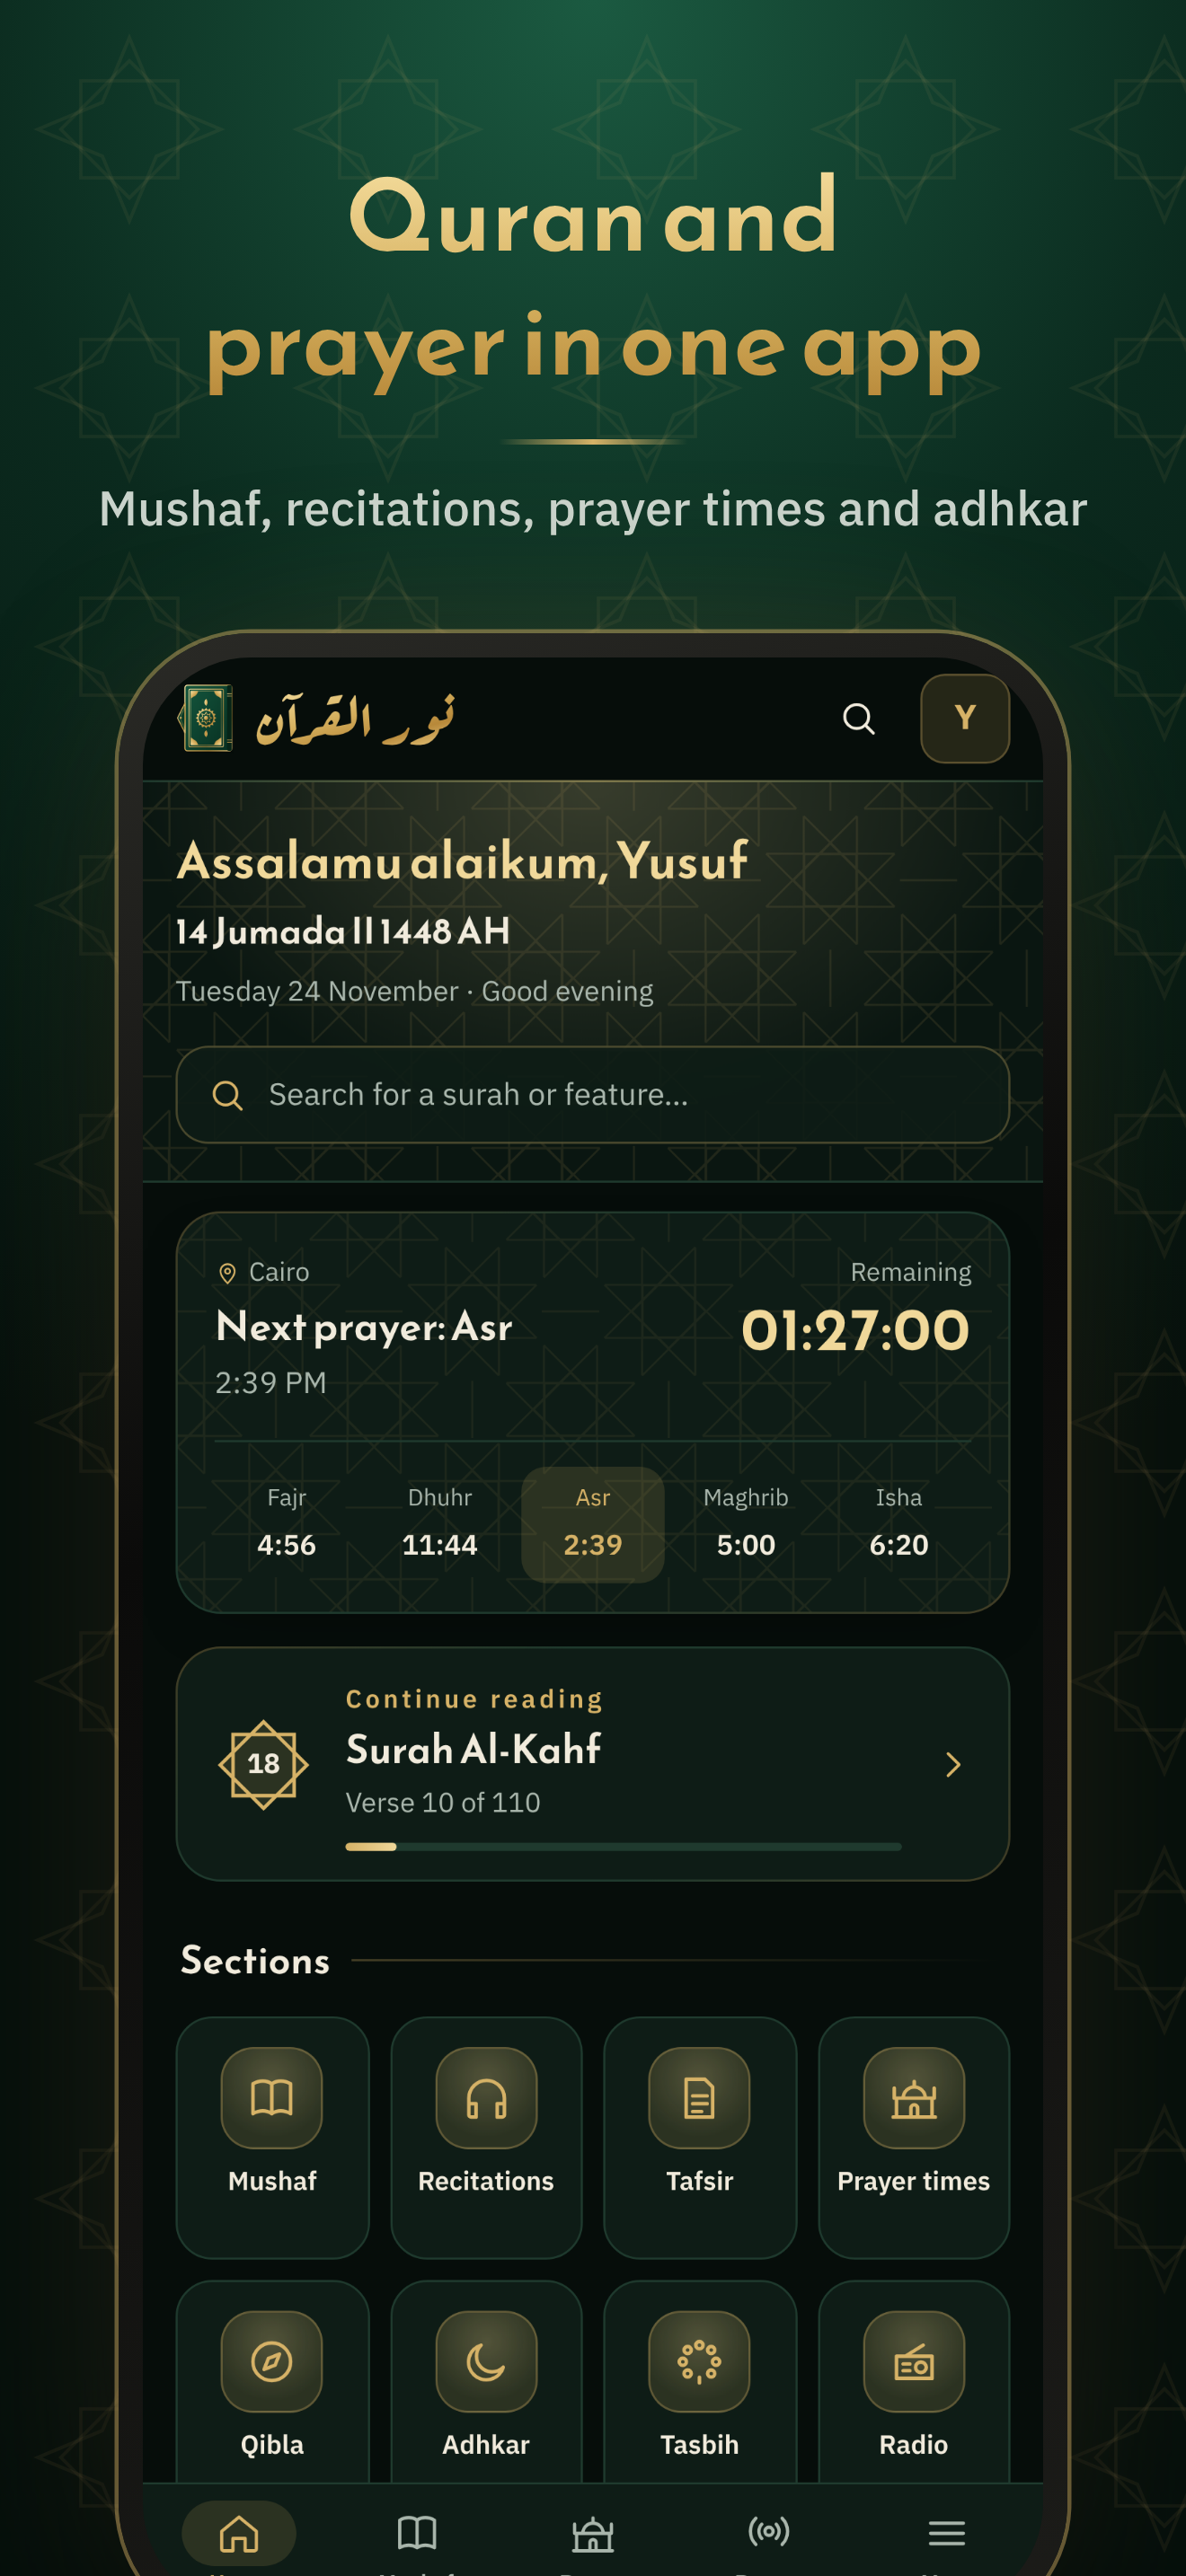 Quran and
prayer in one app
Mushaf, recitations, prayer times and adhkar
نور القرآن
Y
Assalamu alaikum, Yusuf
14 Jumada II 1448 AH
Tuesday 24 November · Good evening
Search for a surah or feature...
Cairo
Remaining
Next prayer: Asr
01:27:00
2:39 PM
Fajr Dhuhr Asr Maghrib Isha
4:56 11:44 2:39 5:00 6:20
Continue reading
18
Surah Al-Kahf
Verse 10 of 110
Sections
Mushaf Recitations Tafsir Prayer times
Qibla Adhkar Tasbih Radio